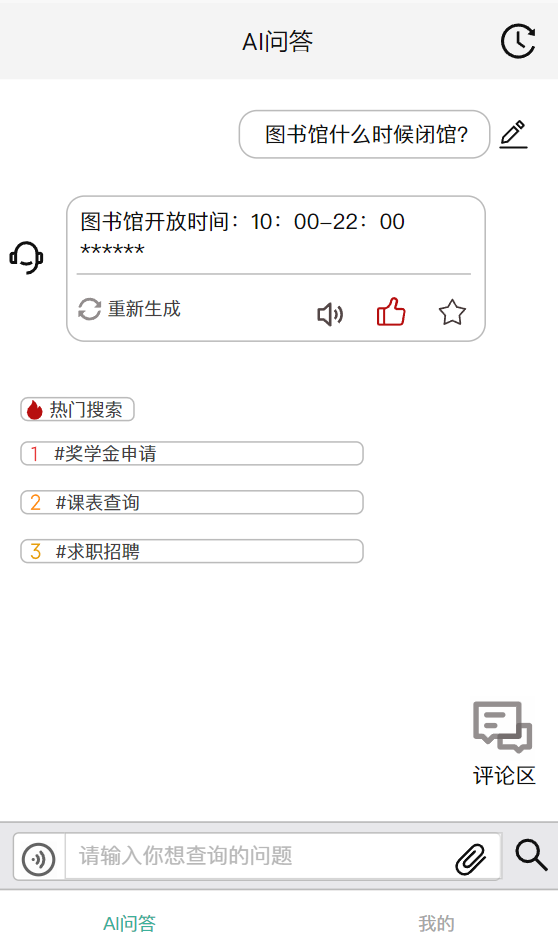 AI问答
图书馆什么时候闭馆?
图书馆开放时间：10：00-22：00
******
重新生成
热门搜索
1 #奖学金申请
2 #课表查询
3 #求职招聘
评论区
请输入你想查询的问题
AI问答 我的